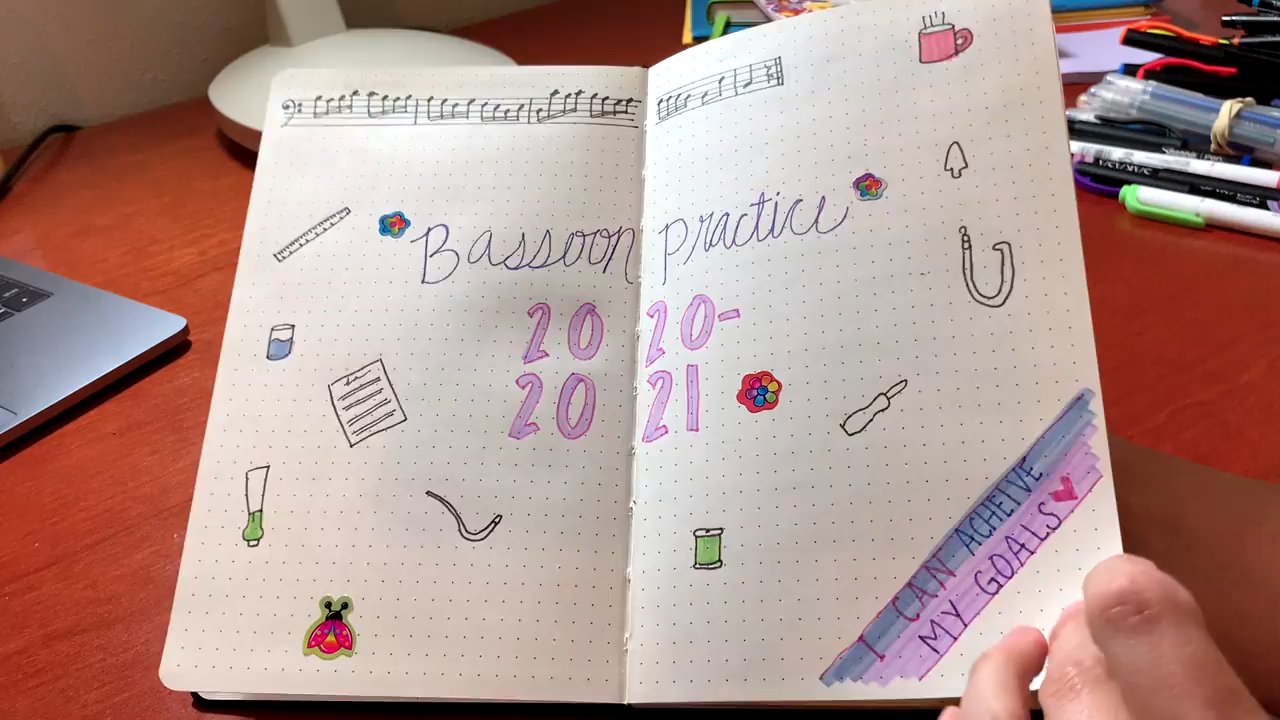 Bassoon Practice
2020-
2021
I CAN ACHEIVE
MY GOALS